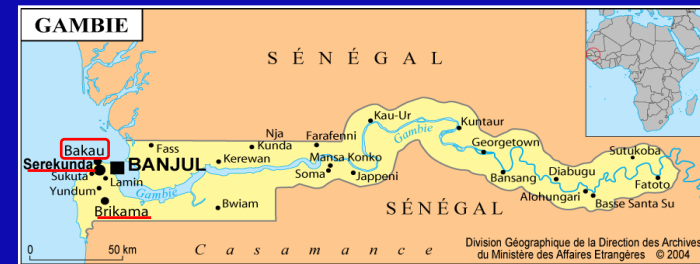 GAMBIE
SÉNÉGAL
Kau-Ur
Kuntaur
Gambie
Nja
Kunda
Farafenni
Fass
Georgetown
Sutukoba
Bakau
Serekunda
BANJUL
Kerewan
Mansa Konko
Soma
Jappeni
Bansang
Diabugu
Fatoto
Sukuta
Lamin
Yundum
Gambie
Alohungari
Basse Santa Su
Brikama
Bwiam
SÉNÉGAL
0 50 km
Casamance
Division Géographique de la Direction des Archives
du Ministère des Affaires Etrangères © 2004